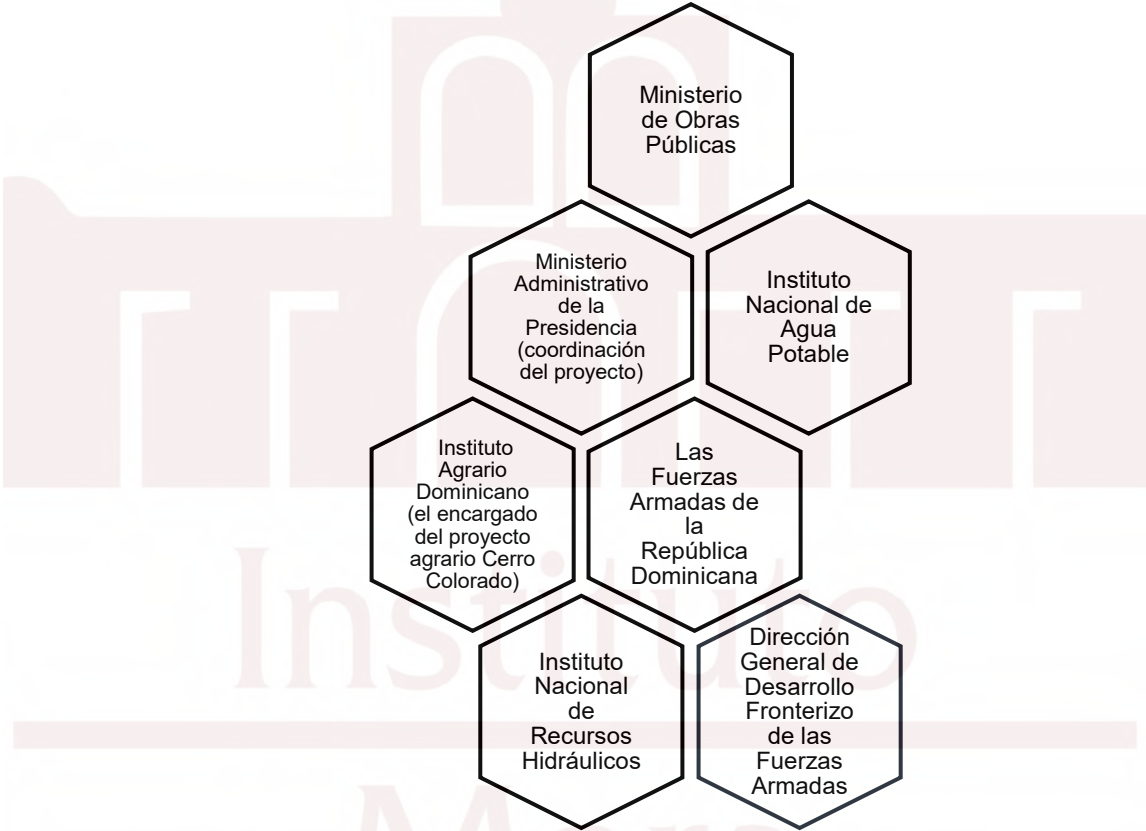 Ministerio
de Obras
Públicas
Ministerio
Administrativo
de la
Presidencia
(coordinación
del proyecto)
Instituto
Nacional de
Agua
Potable
Instituto
Agrario
Dominicano
(el encargado
del proyecto
agrario Cerro
Colorado)
Las
Fuerzas
Armadas de
la
República
Dominicana
Instituto
Instituto
Nacional
de
Recursos
Hidráulicos
Dirección
General de
Desarrollo
Fronterizo
de las
Fuerzas
Armadas
Mora